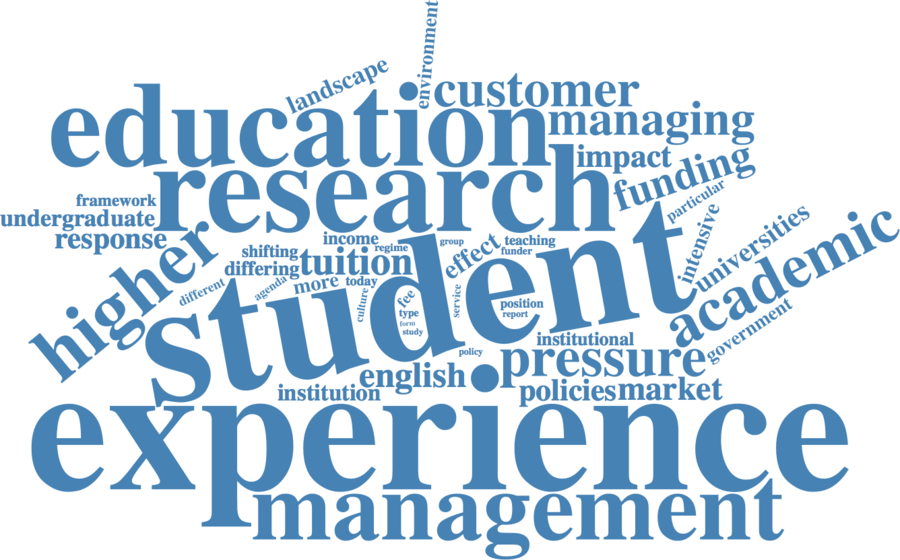 environment
landscape
customer
education
managing
impact
research
funding
particular
framework
undergraduate
response
higher
shifting
income
regime
group
effect
teaching
funder
intensive
universities
academic
differing
tuition
different
agenda
more
today
culture
fee
type
form
study
service
position
report
student
government
institutional
policy
pressure
english
institution
policies
market
experience
management